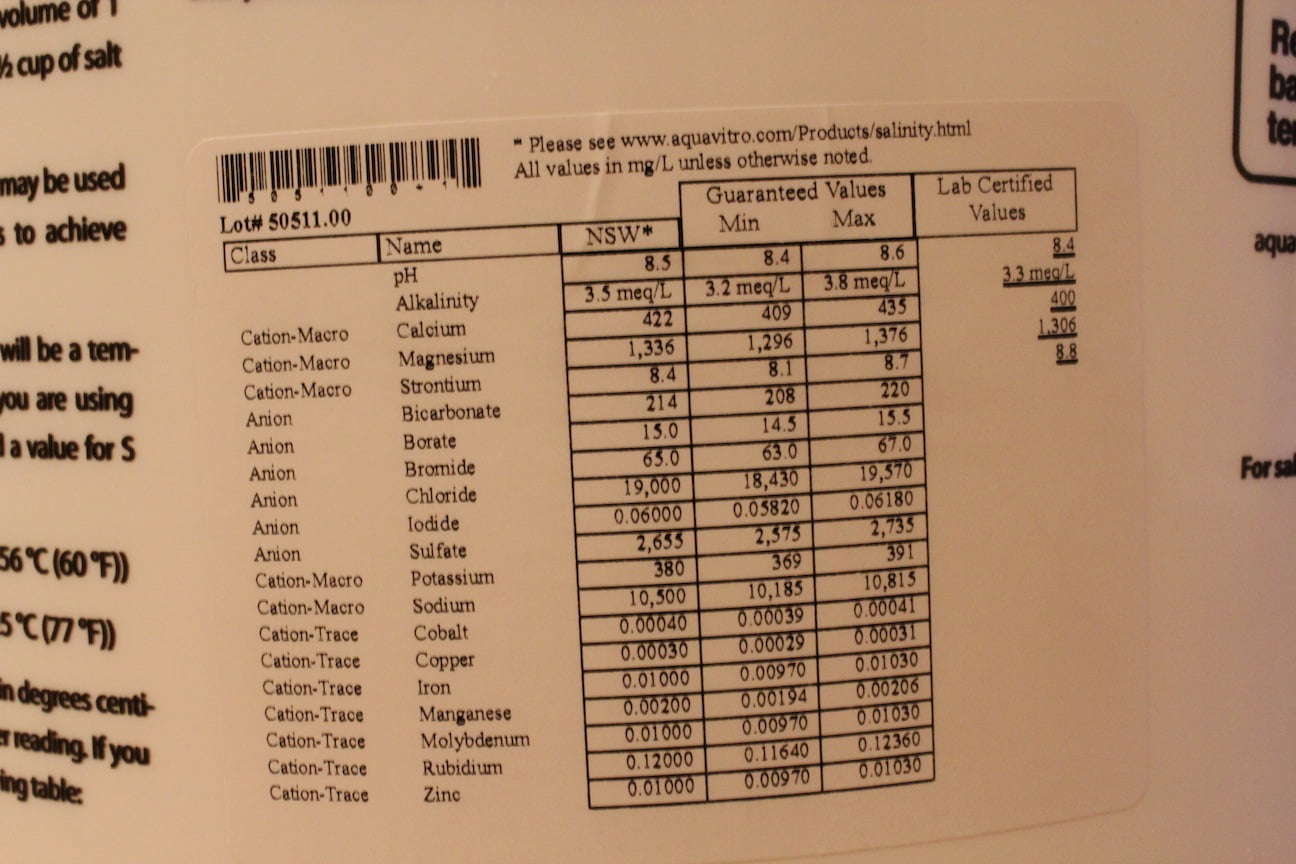 volume of 1
½ cup of salt
may be used
s to achieve
will be a tem-
you are using
d a value for S
56 °C (60 °F))
5 °C (77 °F))
in degrees centi-
er reading. If you
ing table:
* Please see www.aquavitro.com/Products/salinity.html
All values in mg/L unless otherwise noted.
50511.00
Lot# 50511.00
Guaranteed Values Lab Certified
Class Name NSW* Min Max Values
pH 8.5 8.4 8.6 8.4
Alkalinity 3.5 meq/L 3.2 meq/L 3.8 meq/L 3.3 meq/L
Cation-Macro Calcium 422 409 435 400
Cation-Macro Magnesium 1,336 1,296 1,376 1,306
Cation-Macro Strontium 8.4 8.1 8.7 8.8
Anion Bicarbonate 214 208 220
Anion Borate 15.0 14.5 15.5
Anion Bromide 65.0 63.0 67.0
Anion Chloride 19,000 18,430 19,570
Anion Iodide 0.06000 0.05820 0.06180
Anion Sulfate 2,655 2,575 2,735
Cation-Macro Potassium 380 369 391
Cation-Macro Sodium 10,500 10,185 10,815
Cation-Trace Cobalt 0.00040 0.00039 0.00041
Cation-Trace Copper 0.00030 0.00029 0.00031
Cation-Trace Iron 0.01000 0.00970 0.01030
Cation-Trace Manganese 0.00200 0.00194 0.00206
Cation-Trace Molybdenum 0.01000 0.00970 0.01030
Cation-Trace Rubidium 0.12000 0.11640 0.12360
Cation-Trace Zinc 0.01000 0.00970 0.01030
Re
ba
ter
aqua
For sal